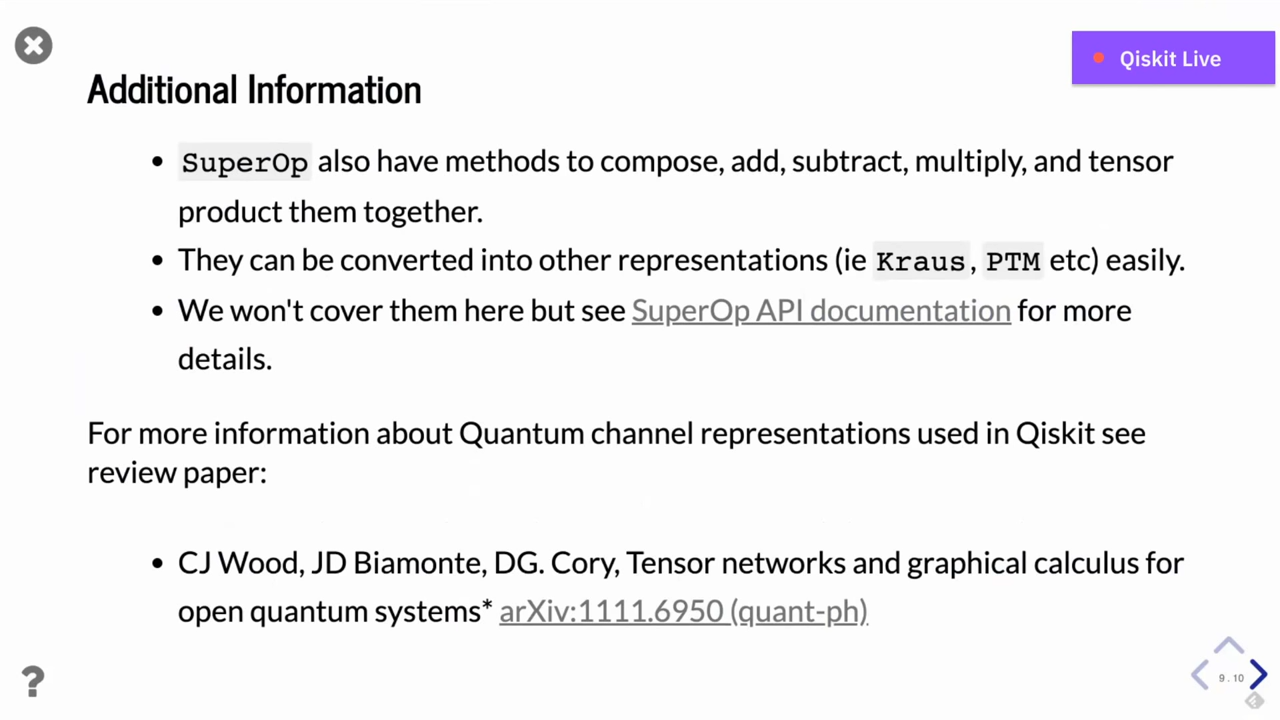 Qiskit Live
Additional Information
• SuperOp also have methods to compose, add, subtract, multiply, and tensor
product them together.
• They can be converted into other representations (ie Kraus, PTM etc) easily.
• We won't cover them here but see SuperOp API documentation for more
details.
For more information about Quantum channel representations used in Qiskit see
review paper:
• CJ Wood, JD Biamonte, DG. Cory, Tensor networks and graphical calculus for
open quantum systems* arXiv:1111.6950 (quant-ph)
?
9.10